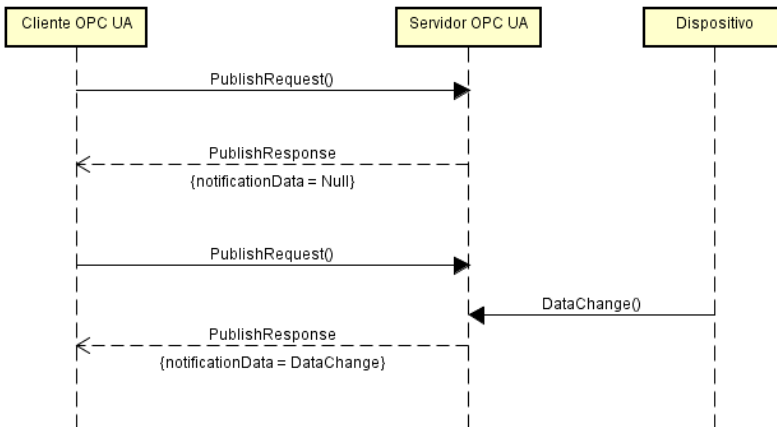 Cliente OPC UA
Servidor OPC UA
Dispositivo
PublishRequest()
PublishResponse
{notificationData = Null}
PublishRequest()
DataChange()
PublishResponse
{notificationData = DataChange}